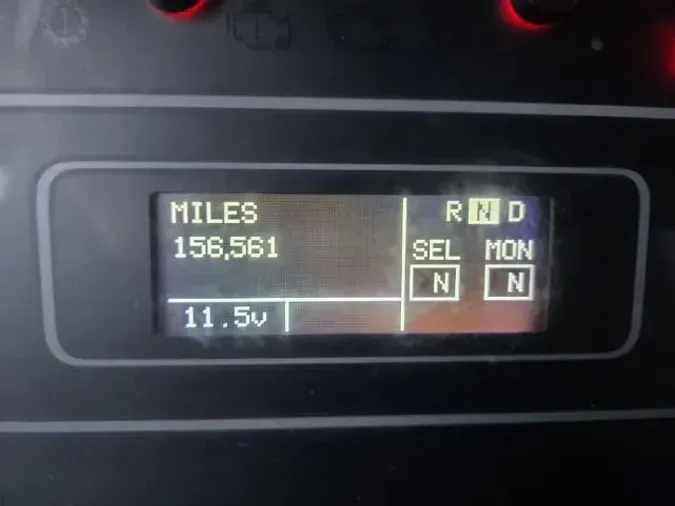 MILES
156,561
11.5v
R N D
SEL MON
N N